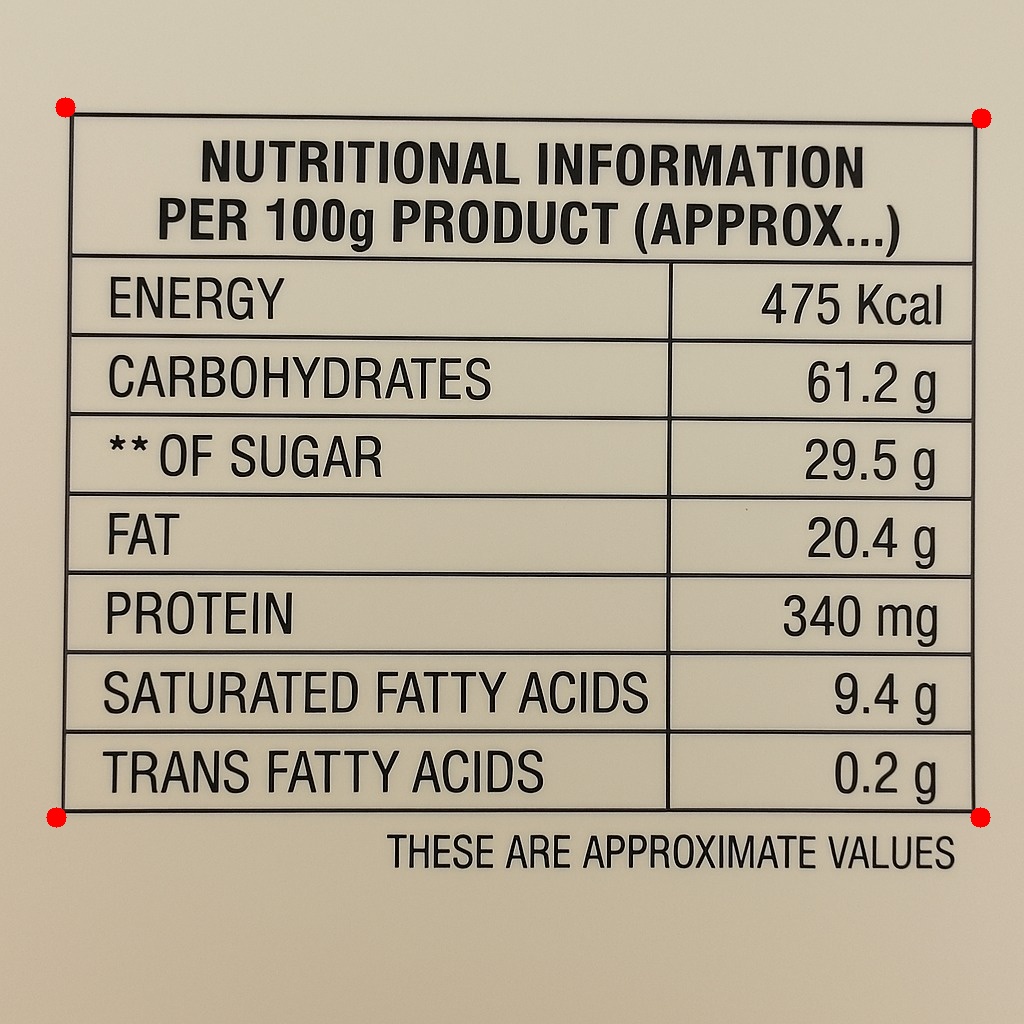 NUTRITIONAL INFORMATION
PER 100g PRODUCT (APPROX...)
ENERGY 475 Kcal
CARBOHYDRATES 61.2 g
** OF SUGAR 29.5 g
FAT 20.4 g
PROTEIN 340 mg
SATURATED FATTY ACIDS 9.4 g
TRANS FATTY ACIDS 0.2 g
THESE ARE APPROXIMATE VALUES